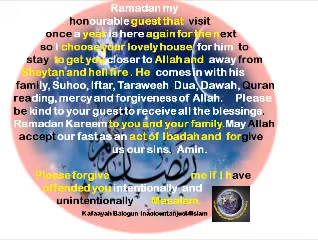 Ramadan my
honourable guest that visit
once a year is here again for the next
so I choose your lovely house for him to
stay to get you closer to Allah and away from
Sheytan and hell fire . He comes in with his
family, Suhoo, Iftar, Taraweeh Dua, Dawah, Quran
reading, mercy and forgiveness of Allah. Please
be kind to your guest to receive all the blessings,
Ramadan Kareem to you and your family. May Allah
accept our fast as an act of Ibadah and forgive
us our sins. Amin.
Please forgive me if I have
offended you intentionally and
unintentionally Masalam.
Kafaayah Balogun